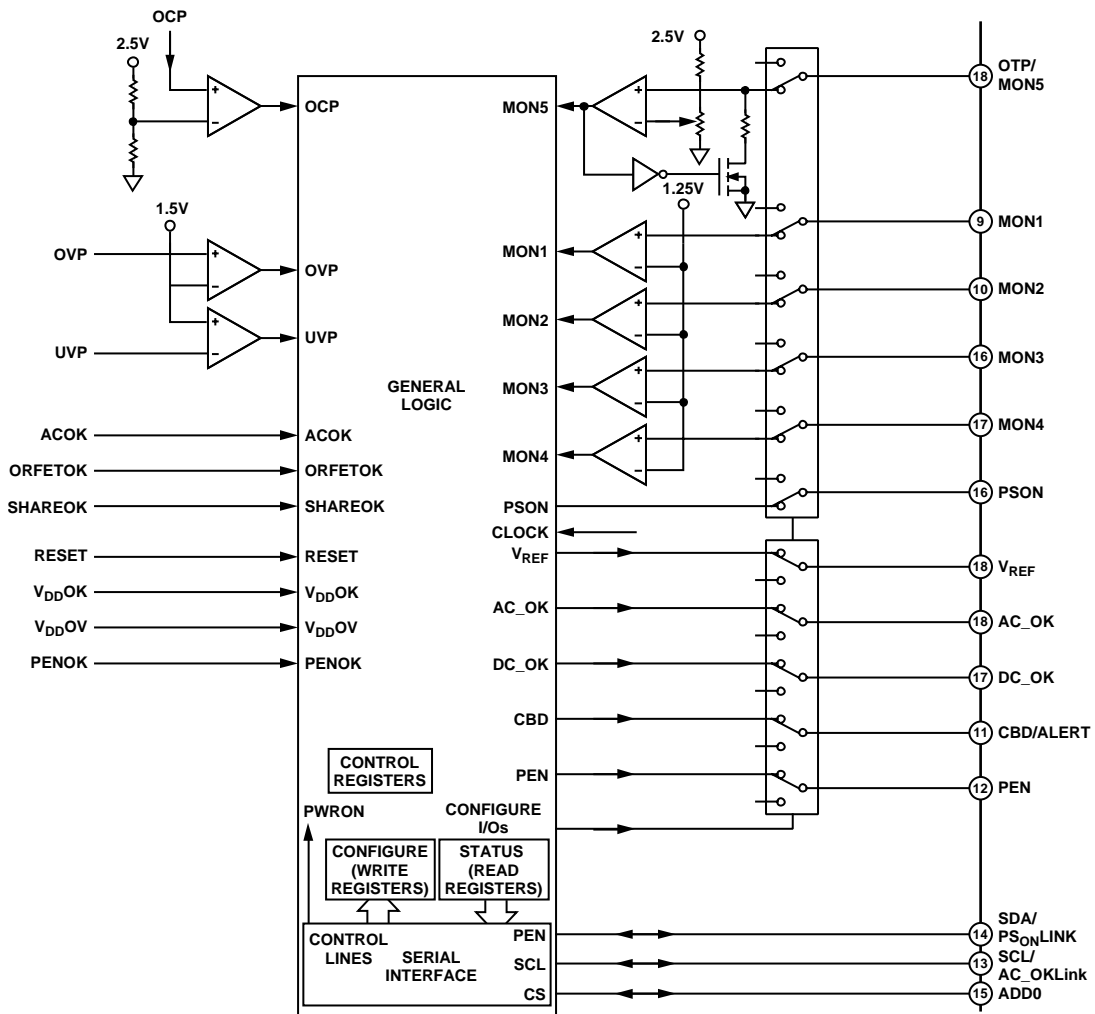 OCP
2.5V
+
–
OCP
1.5V
OVP
+
–
OVP
+
–
UVP
UVP
GENERAL
LOGIC
ACOK
ACOK
ORFETOK
ORFETOK
SHAREOK
SHAREOK
RESET
RESET
VDDOK
VDDOK
VDDOV
VDDOV
PENOK
PENOK
CONTROL
REGISTERS
PWRON
CONFIGURE
I/Os
CONFIGURE
(WRITE
REGISTERS)
STATUS
(READ
REGISTERS)
CONTROL
LINES
SERIAL
INTERFACE
PEN
SCL
CS
2.5V
MON5
+
–
18
OTP/
MON5
1.25V
MON1
+
–
9 MON1
MON2
+
–
10 MON2
MON3
+
–
16 MON3
MON4
+
–
17 MON4
PSON
16 PSON
CLOCK
VREF
18 VREF
AC_OK
18 AC_OK
DC_OK
17 DC_OK
CBD
11 CBD/ALERT
PEN
12 PEN
14
SDA/
PSONLINK
13
SCL/
AC_OKLink
15 ADD0